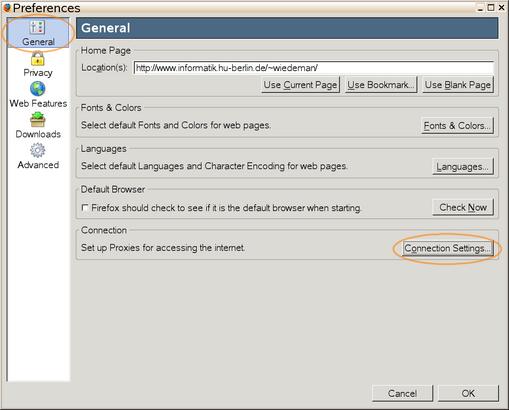 Preferences
General
Privacy
Web Features
Downloads
Advanced
General
Home Page
Location(s): http://www.informatik.hu-berlin.de/~wiedeman/
Use Current Page Use Bookmark... Use Blank Page
Fonts & Colors
Select default Fonts and Colors for web pages. Fonts & Colors...
Languages
Select default Languages and Character Encoding for web pages. Languages...
Default Browser
Firefox should check to see if it is the default browser when starting. Check Now
Connection
Set up Proxies for accessing the internet. Connection Settings...
Cancel OK